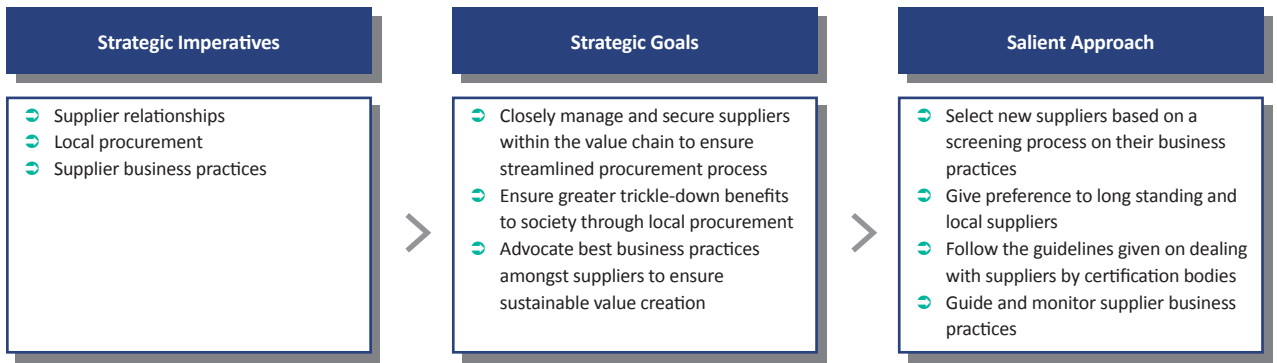 Strategic Imperatives
Supplier relationships
Local procurement
Supplier business practices
Strategic Goals
Closely manage and secure suppliers
within the value chain to ensure
streamlined procurement process
Ensure greater trickle-down benefits
to society through local procurement
Advocate best business practices
amongst suppliers to ensure
sustainable value creation
Salient Approach
Select new suppliers based on a
screening process on their business
practices
Give preference to long standing and
local suppliers
Follow the guidelines given on dealing
with suppliers by certification bodies
Guide and monitor supplier business
practices